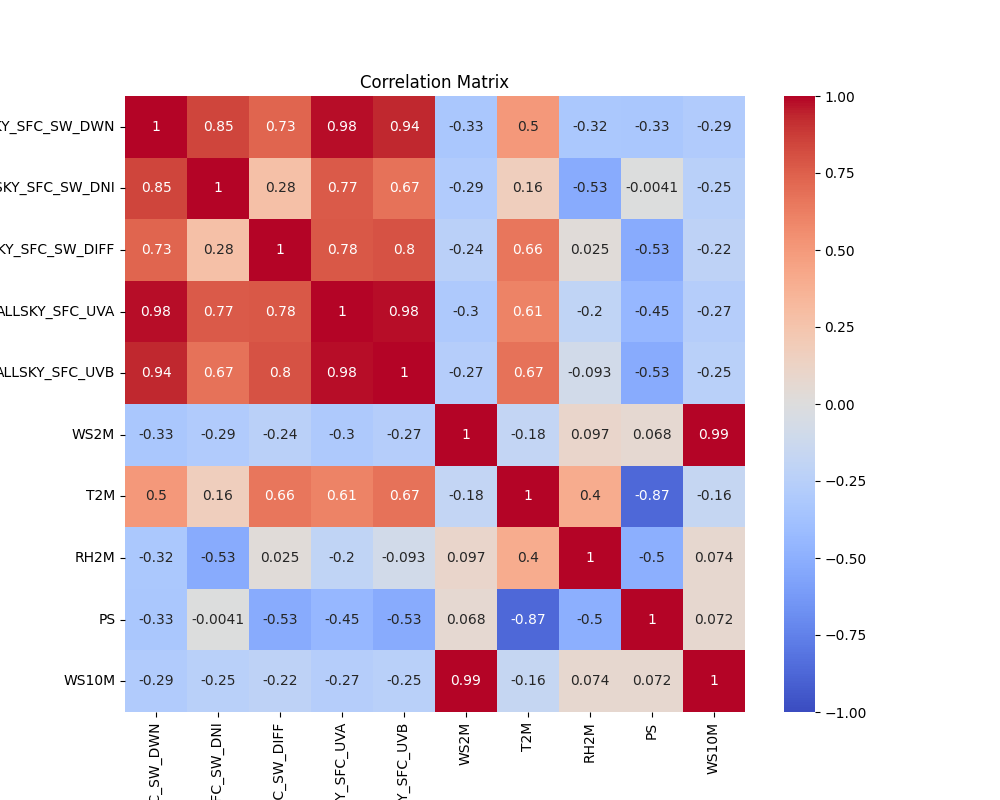 Correlation Matrix
KY_SFC_SW_DWN 1 0.85 0.73 0.98 0.94 -0.33 0.5 -0.32 -0.33 -0.29
SKY_SFC_SW_DNI 0.85 1 0.28 0.77 0.67 -0.29 0.16 -0.53 -0.0041 -0.25
KY_SFC_SW_DIFF 0.73 0.28 1 0.78 0.8 -0.24 0.66 0.025 -0.53 -0.22
ALLSKY_SFC_UVA 0.98 0.77 0.78 1 0.98 -0.3 0.61 -0.2 -0.45 -0.27
ALLSKY_SFC_UVB 0.94 0.67 0.8 0.98 1 -0.27 0.67 -0.093 -0.53 -0.25
WS2M -0.33 -0.29 -0.24 -0.3 -0.27 1 -0.18 0.097 0.068 0.99
T2M 0.5 0.16 0.66 0.61 0.67 -0.18 1 0.4 -0.87 -0.16
RH2M -0.32 -0.53 0.025 -0.2 -0.093 0.097 0.4 1 -0.5 0.074
PS -0.33 -0.0041 -0.53 -0.45 -0.53 0.068 -0.87 -0.5 1 0.072
WS10M -0.29 -0.25 -0.22 -0.27 -0.25 0.99 -0.16 0.074 0.072 1
C_SW_DWN
FC_SW_DNI
C_SW_DIFF
Y_SFC_UVA
Y_SFC_UVB
WS2M
T2M
RH2M
PS
WS10M
1.00
0.75
0.50
0.25
0.00
−0.25
−0.50
−0.75
−1.00